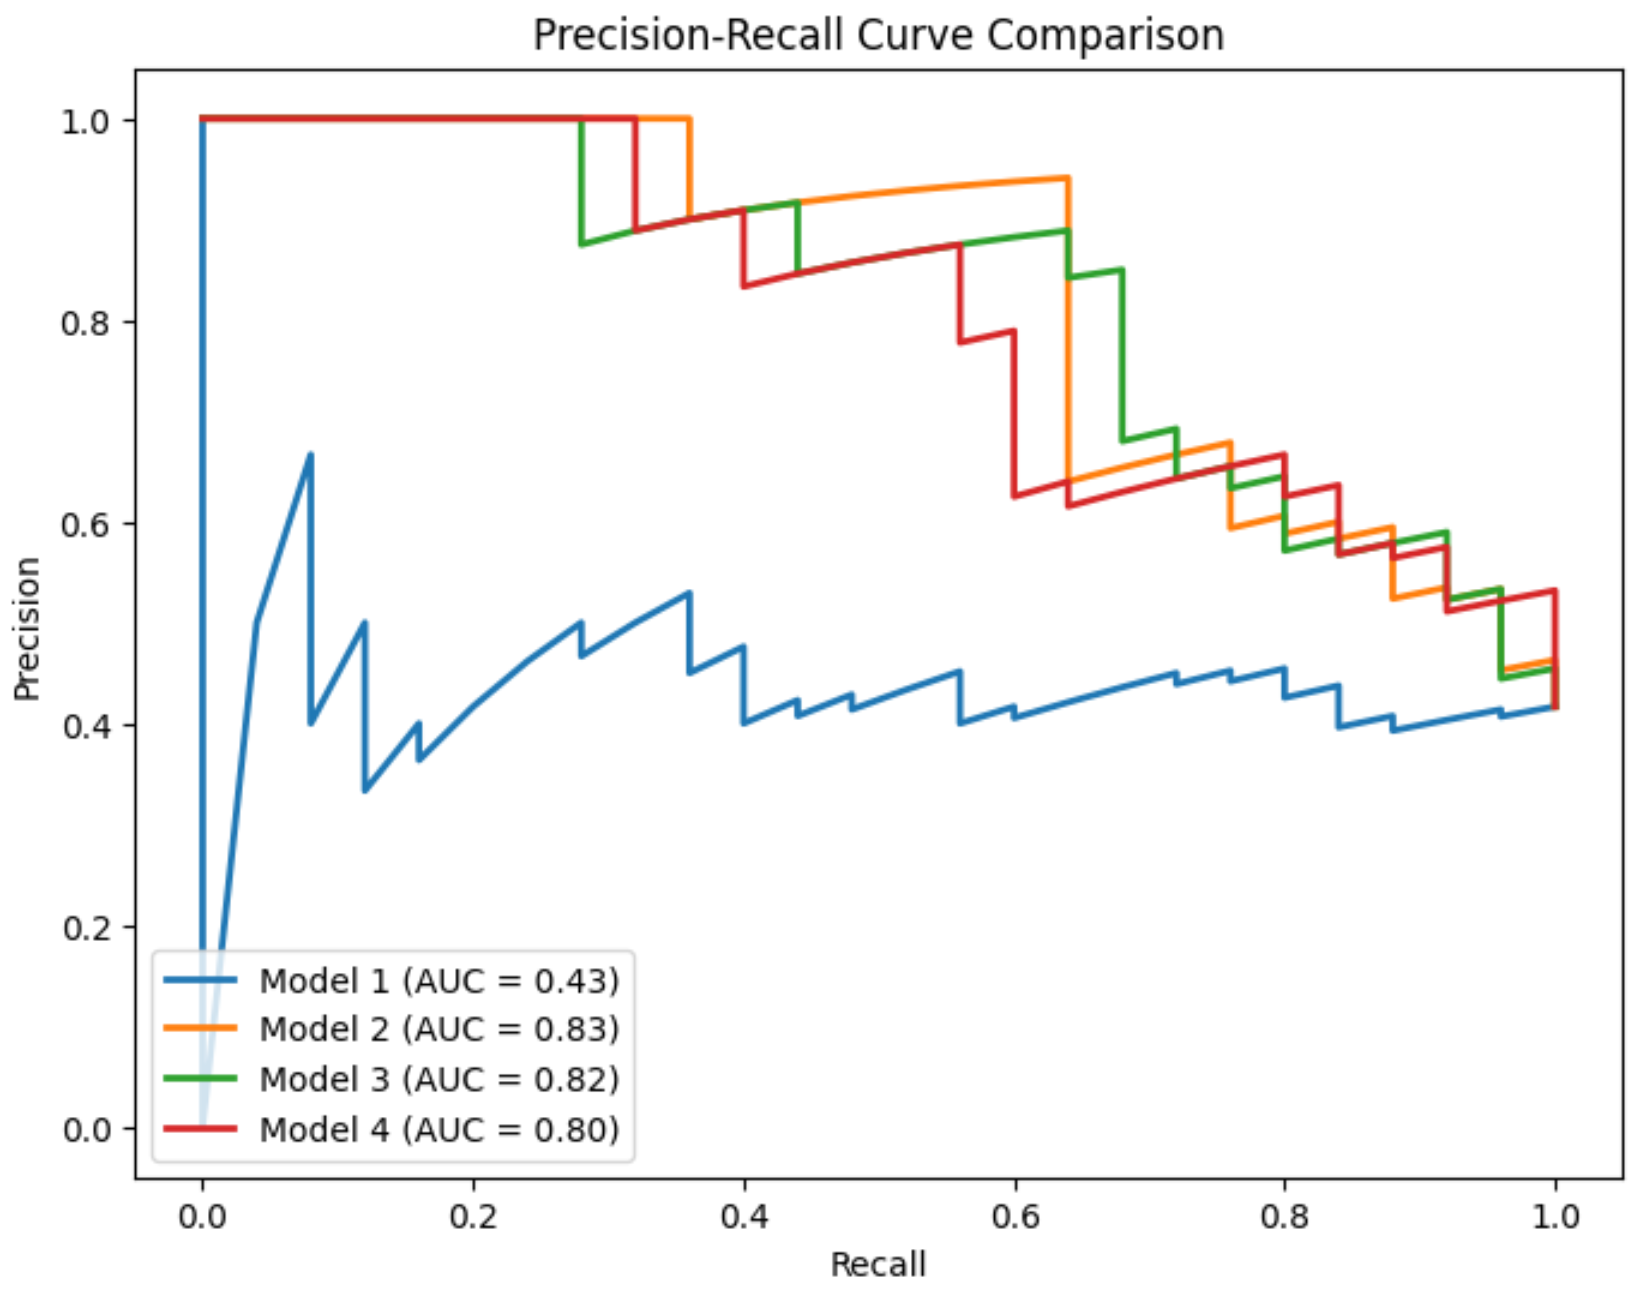 Precision-Recall Curve Comparison
1.0
0.8
0.6
0.4
0.2
0.0
Precision
Model 1 (AUC = 0.43)
Model 2 (AUC = 0.83)
Model 3 (AUC = 0.82)
Model 4 (AUC = 0.80)
0.0 0.2 0.4 0.6 0.8 1.0
Recall